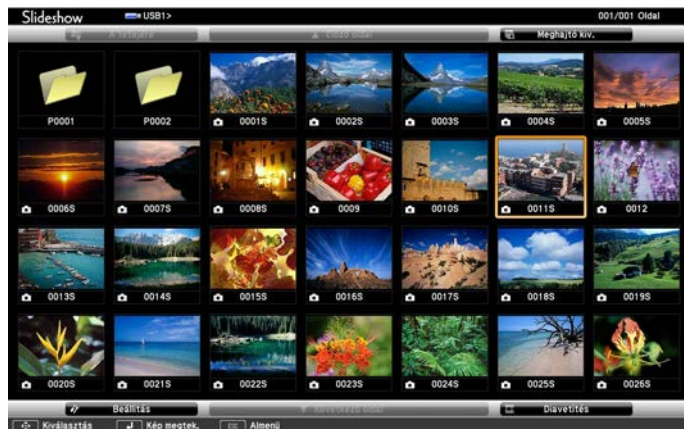 Slideshow USB1> 001/001 Oldal
A tetejére Előző oldal Meghajtó kiv.
P0001 P0002 0001S 0002S 0003S 0004S 0005S
0006S 0007S 0008S 0009 0010S 0011S 0012
0013S 0014S 0015S 0016S 0017S 0018S 0019S
0020S 0021S 0022S 0023S 0024S 0025S 0026S
Beállítás Következő oldal Diavetítés
Kiválasztás Kép megtek. Esc Almenü